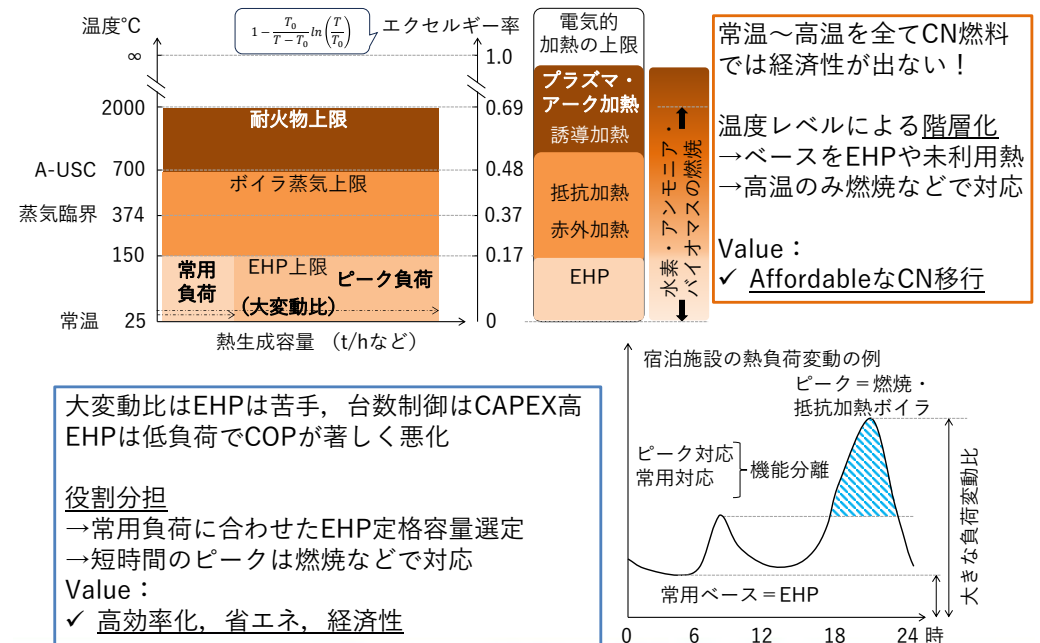 温度℃
1 − T₀/(T − T₀) ln(T/T₀)
エクセルギー率
∞
1.0
2000
0.69
耐火物上限
A-USC 700
0.48
ボイラ蒸気上限
蒸気臨界 374
0.37
150
0.17
常用
負荷
EHP上限
ピーク負荷
(大変動比)
常温 25
0
熱生成容量 (t/hなど)
電気的
加熱の上限
プラズマ・
アーク加熱
誘導加熱
抵抗加熱
赤外加熱
EHP
水素・アンモニア・
バイオマスの燃焼
常温～高温を全てCN燃料
では経済性が出ない！
温度レベルによる階層化
→ベースをEHPや未利用熱
→高温のみ燃焼などで対応
Value：
✓ AffordableなCN移行
大変動比はEHPは苦手，台数制御はCAPEX高
EHPは低負荷でCOPが著しく悪化
役割分担
→常用負荷に合わせたEHP定格容量選定
→短時間のピークは燃焼などで対応
Value：
✓ 高効率化，省エネ，経済性
宿泊施設の熱負荷変動の例
ピーク＝燃焼・
抵抗加熱ボイラ
ピーク対応
常用対応
機能分離
大きな負荷変動比
常用ベース＝EHP
0 6 12 18 24 時